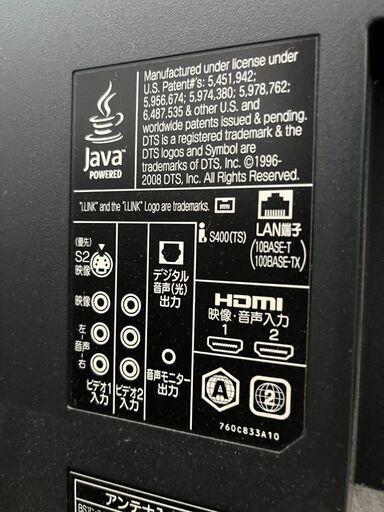 Java
POWERED
Manufactured under license under
U.S. Patent#'s: 5,451,942;
5,956,674; 5,974,380; 5,978,762;
6,487,535 & other U.S. and
worldwide patents issued & pending.
DTS is a registered trademark & the
DTS logos and Symbol are
trademarks of DTS, Inc. ©1996-
2008 DTS, Inc. All Rights Reserved.
"i.LINK" and the "i.LINK" Logo are trademarks.
i S400(TS)
LAN端子
(10BASE-T
100BASE-TX)
(優先)
S2
映像
映像
左
音声
右
ビデオ1
入力
ビデオ2
入力
デジタル
音声(光)
出力
音声モニター
出力
HDMI
映像・音声入力
1 2
A
2
760C833A10
アンテナ入